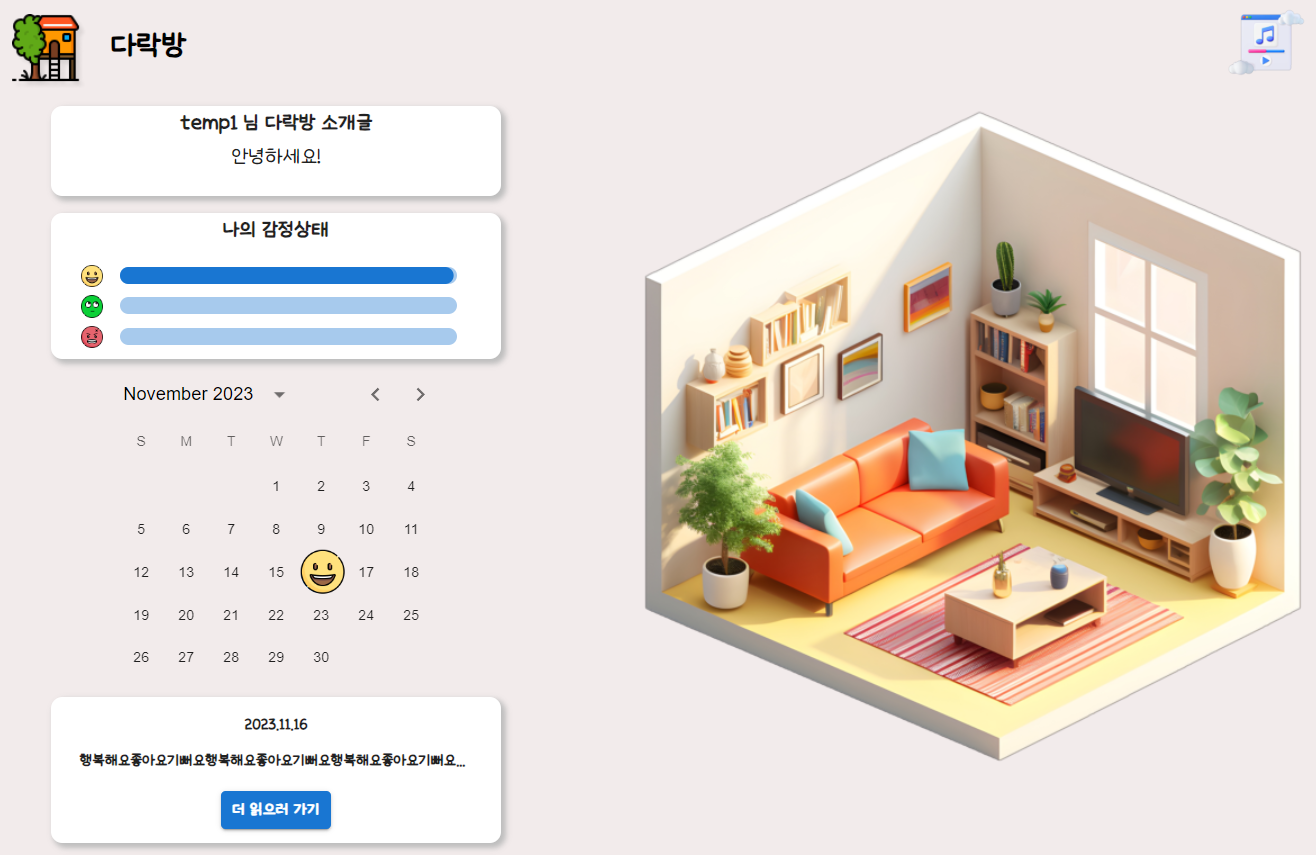 다락방
temp1 님 다락방 소개글
안녕하세요!
나의 감정상태
November 2023
S M T W T F S
1 2 3 4
5 6 7 8 9 10 11
12 13 14 15 17 18
19 20 21 22 23 24 25
26 27 28 29 30
2023.11.16
행복해요좋아요기뻐요행복해요좋아요기뻐요행복해요좋아요기뻐요...
더 읽으러 가기